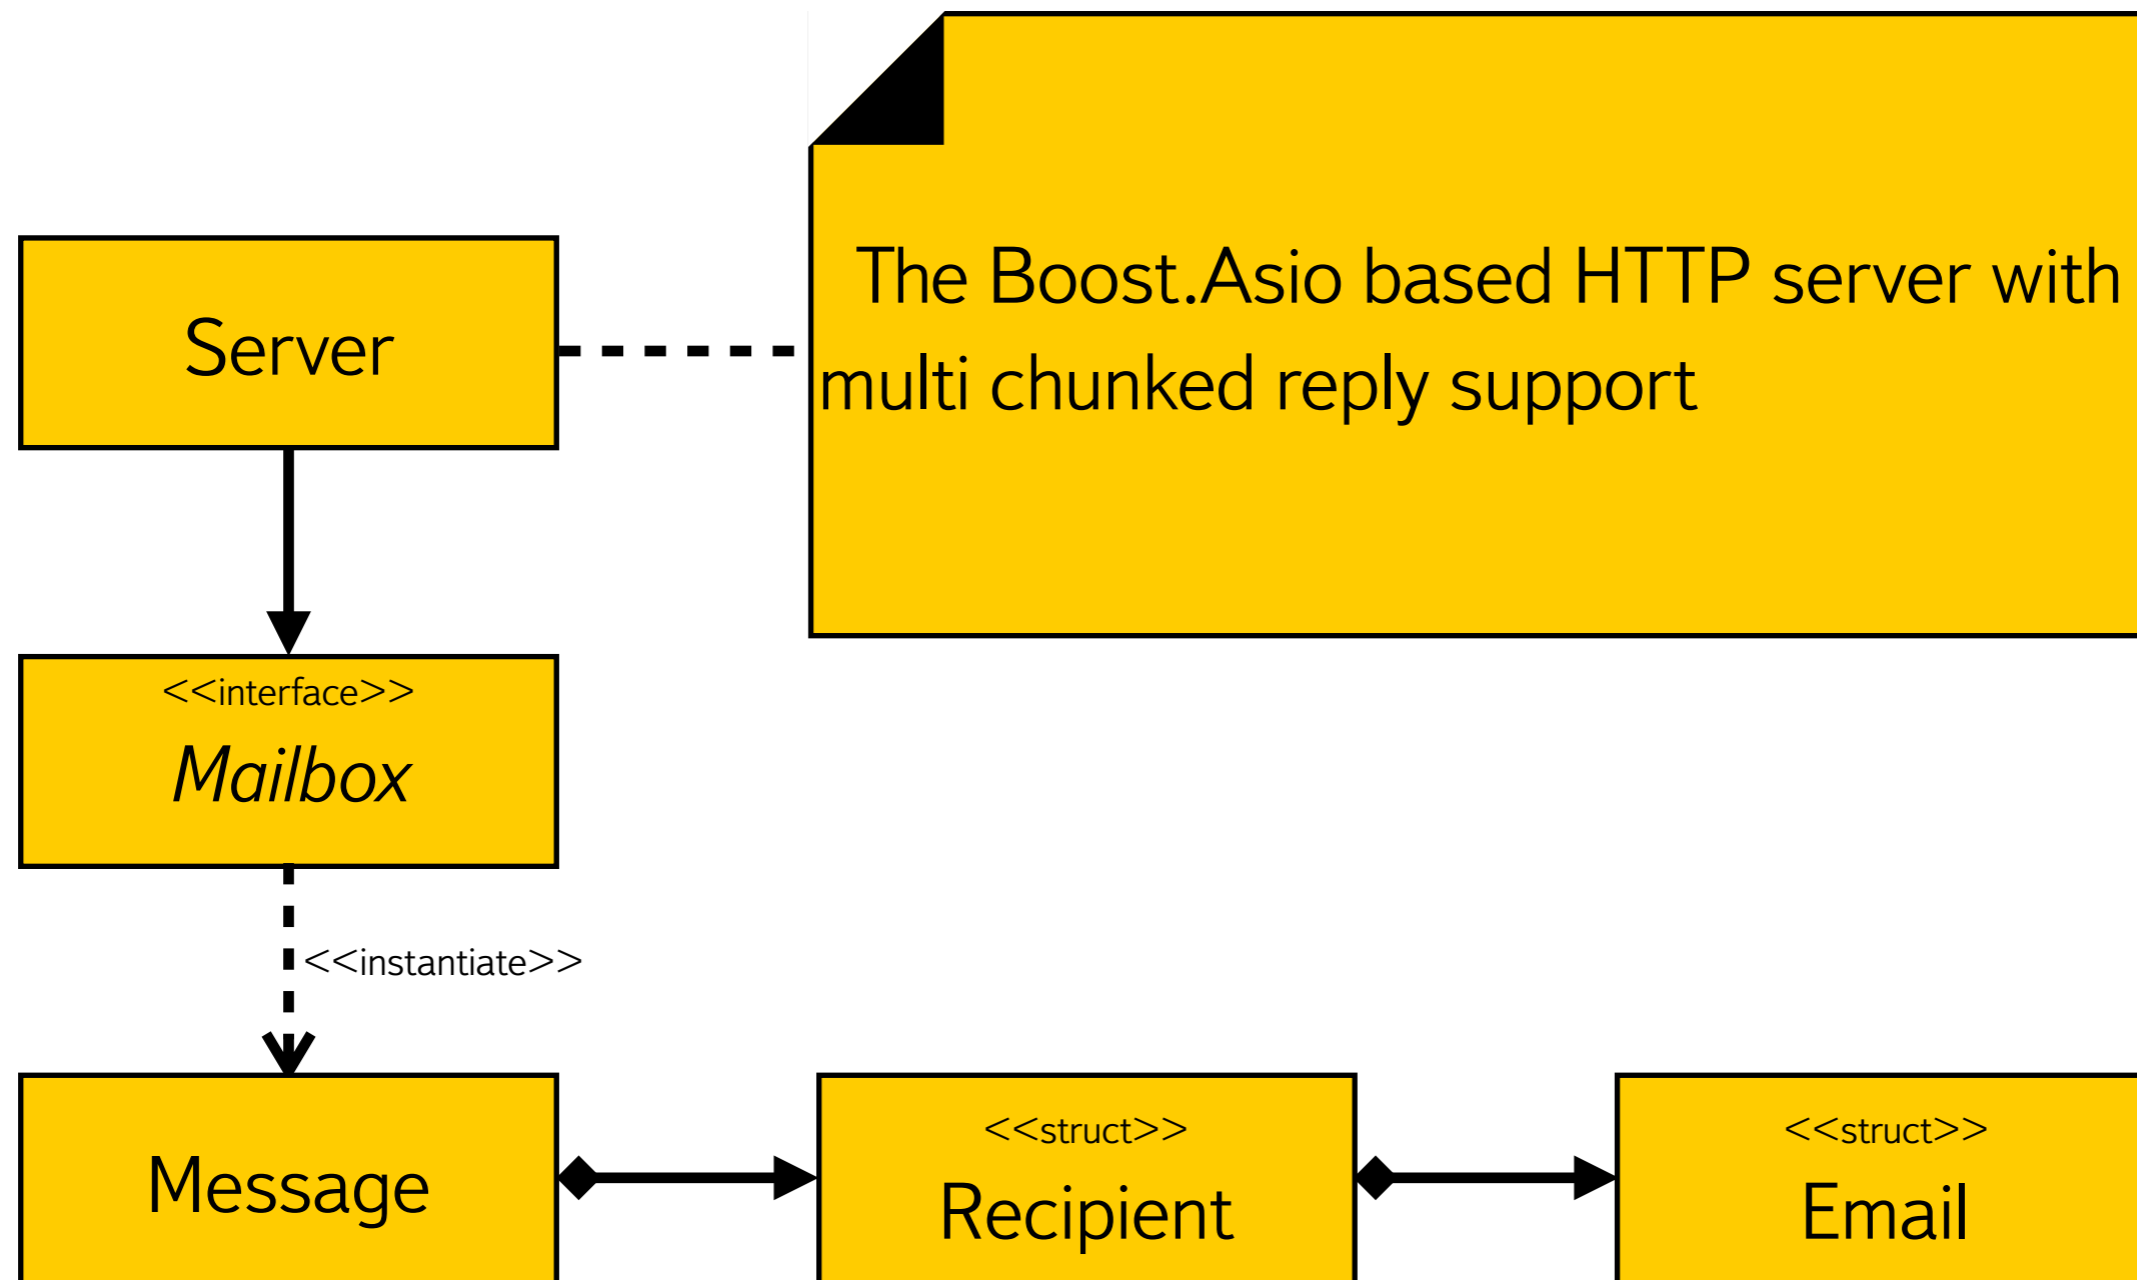 The Boost.Asio based HTTP server with
multi chunked reply support
Server
<<interface>>
Mailbox
<<instantiate>>
Message
<<struct>>
Recipient
<<struct>>
Email